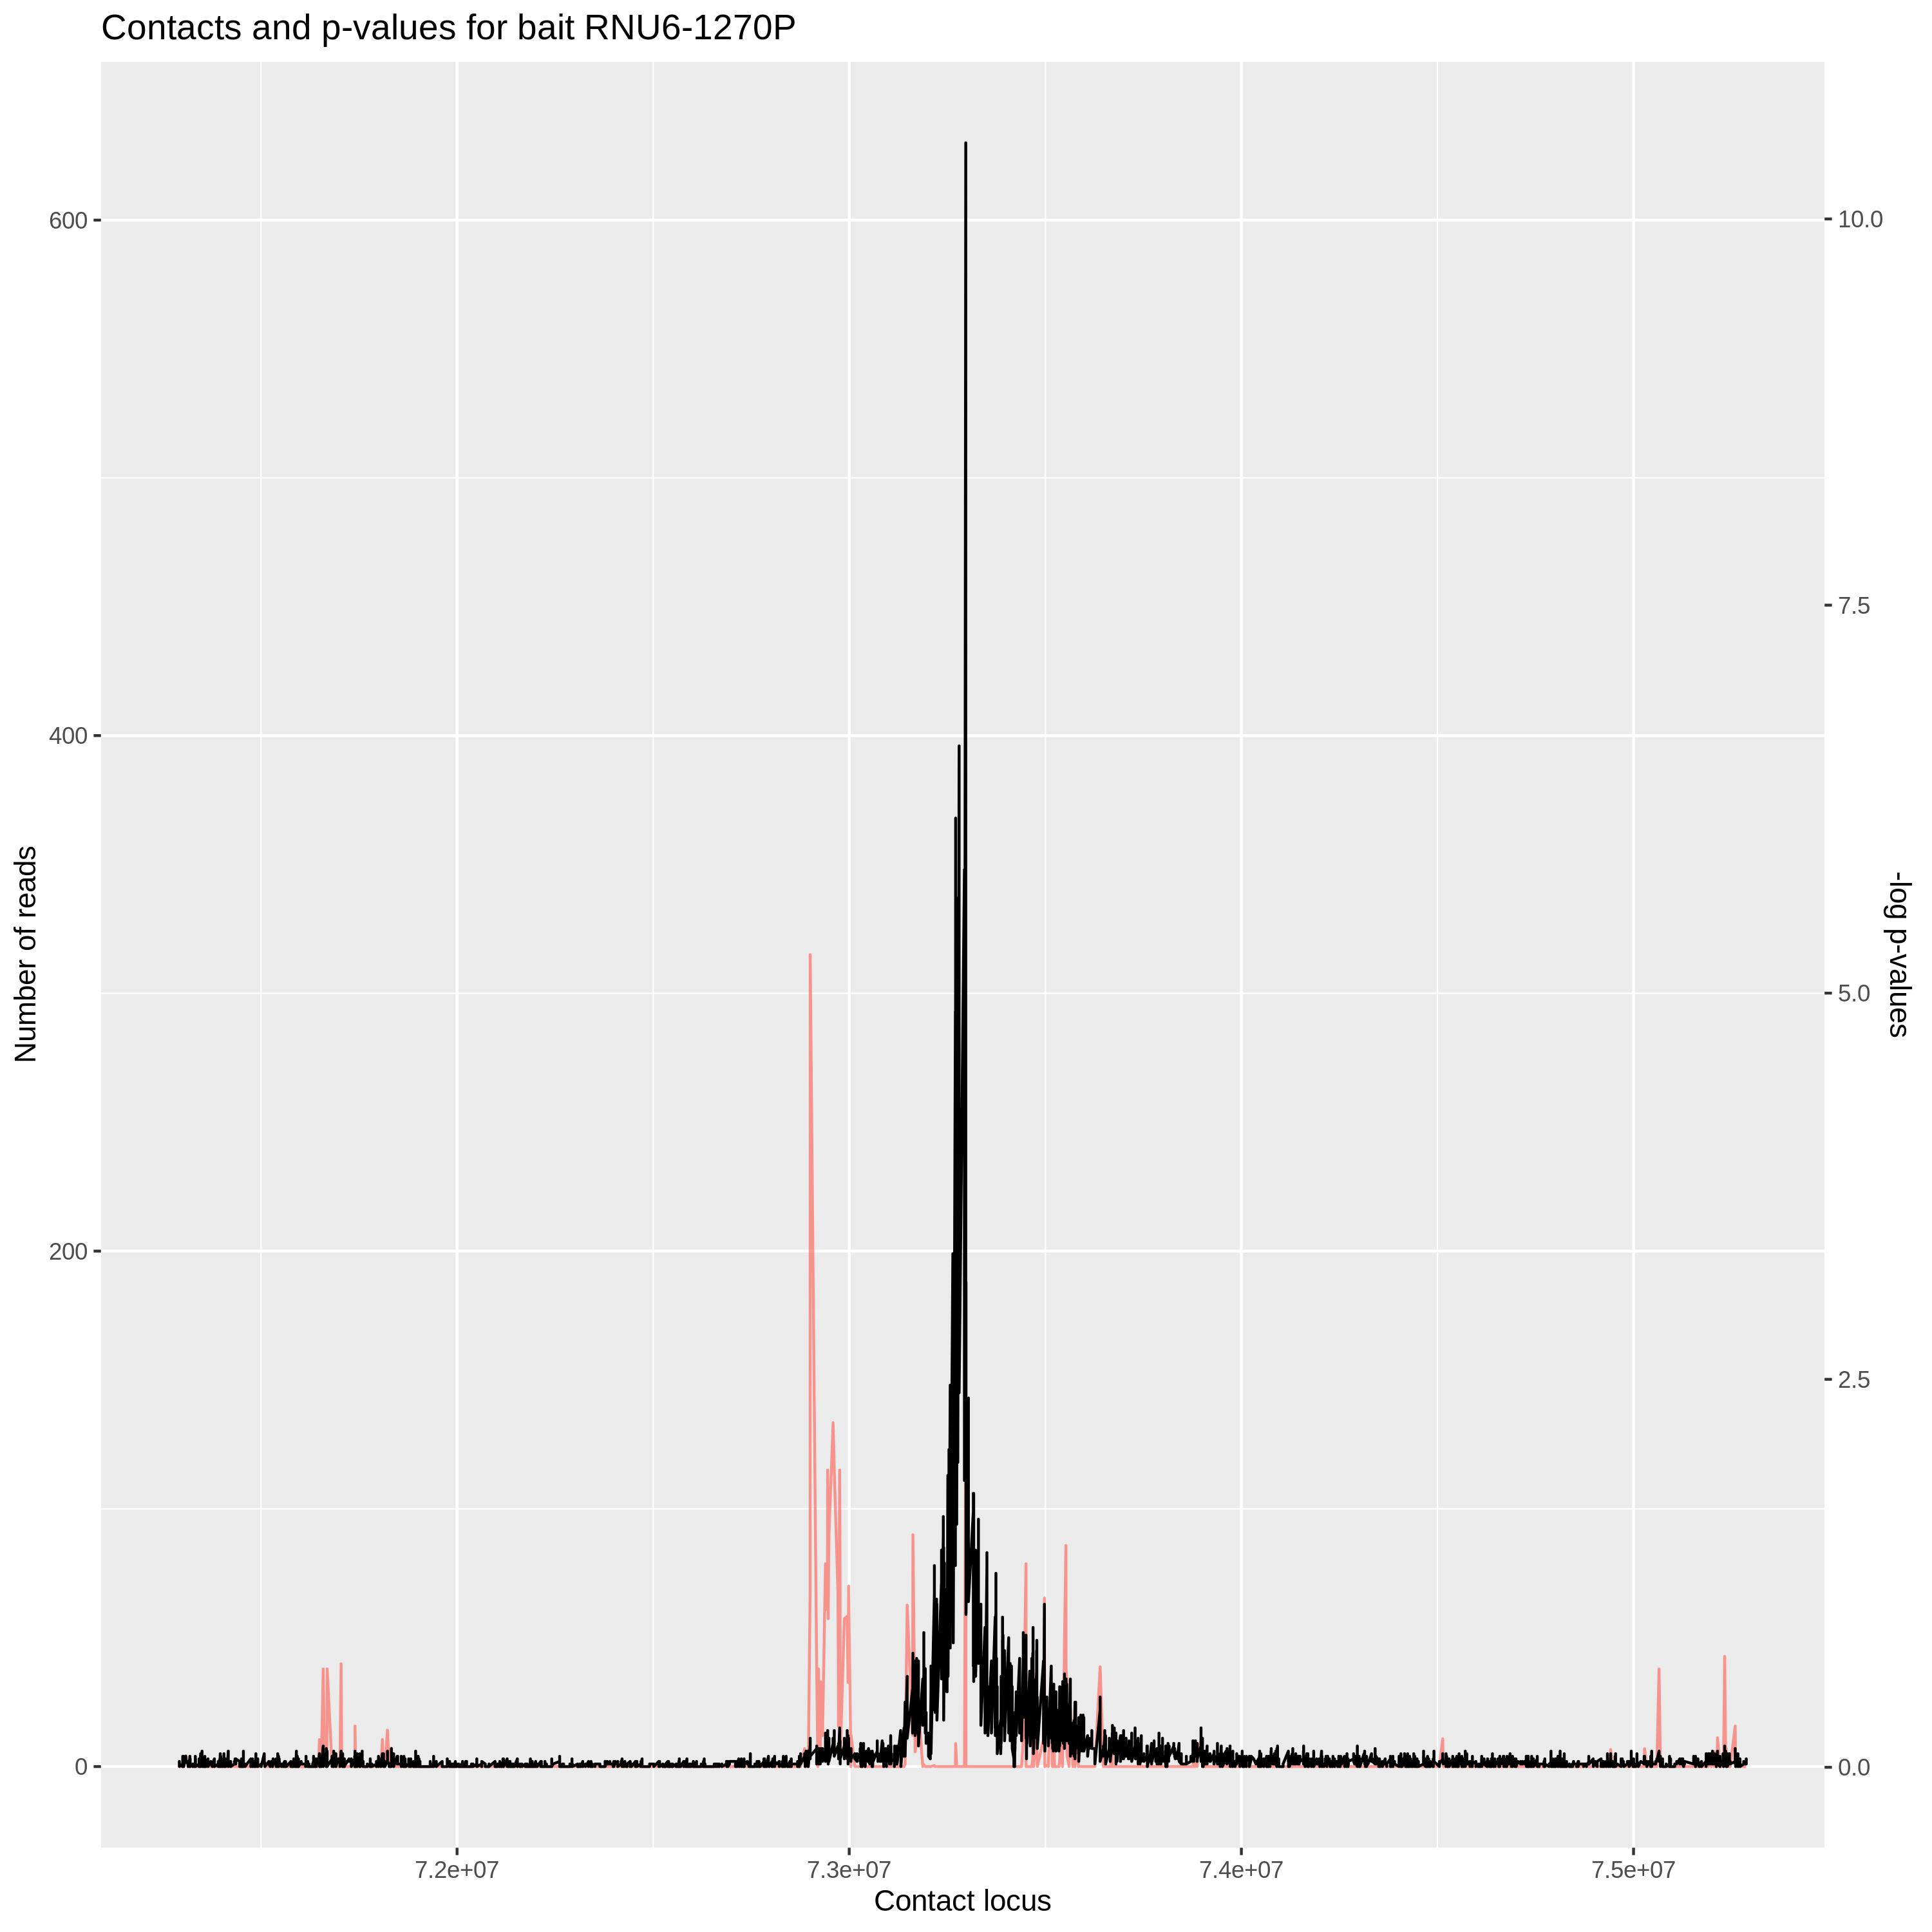 Contacts and p-values for bait RNU6-1270P
600
400
200
0
10.0
7.5
5.0
2.5
0.0
Number of reads
-log p-values
7.2e+07
7.3e+07
7.4e+07
7.5e+07
Contact locus